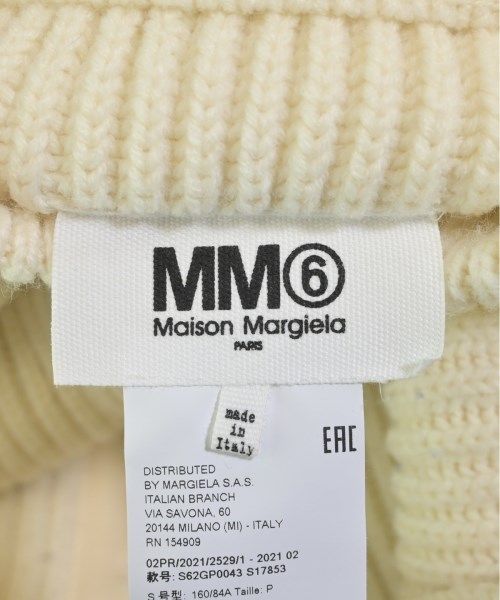 MM⑥
Maison Margiela
PARIS
made
in
Italy
EAC
DISTRIBUTED
BY MARGIELA S.A.S.
ITALIAN BRANCH
VIA SAVONA, 60
20144 MILANO (MI) - ITALY
RN 154909
02PR/2021/2529/1 - 2021 02
款号: S62GP0043 S17853
S 号型: 160/84A Taille: P